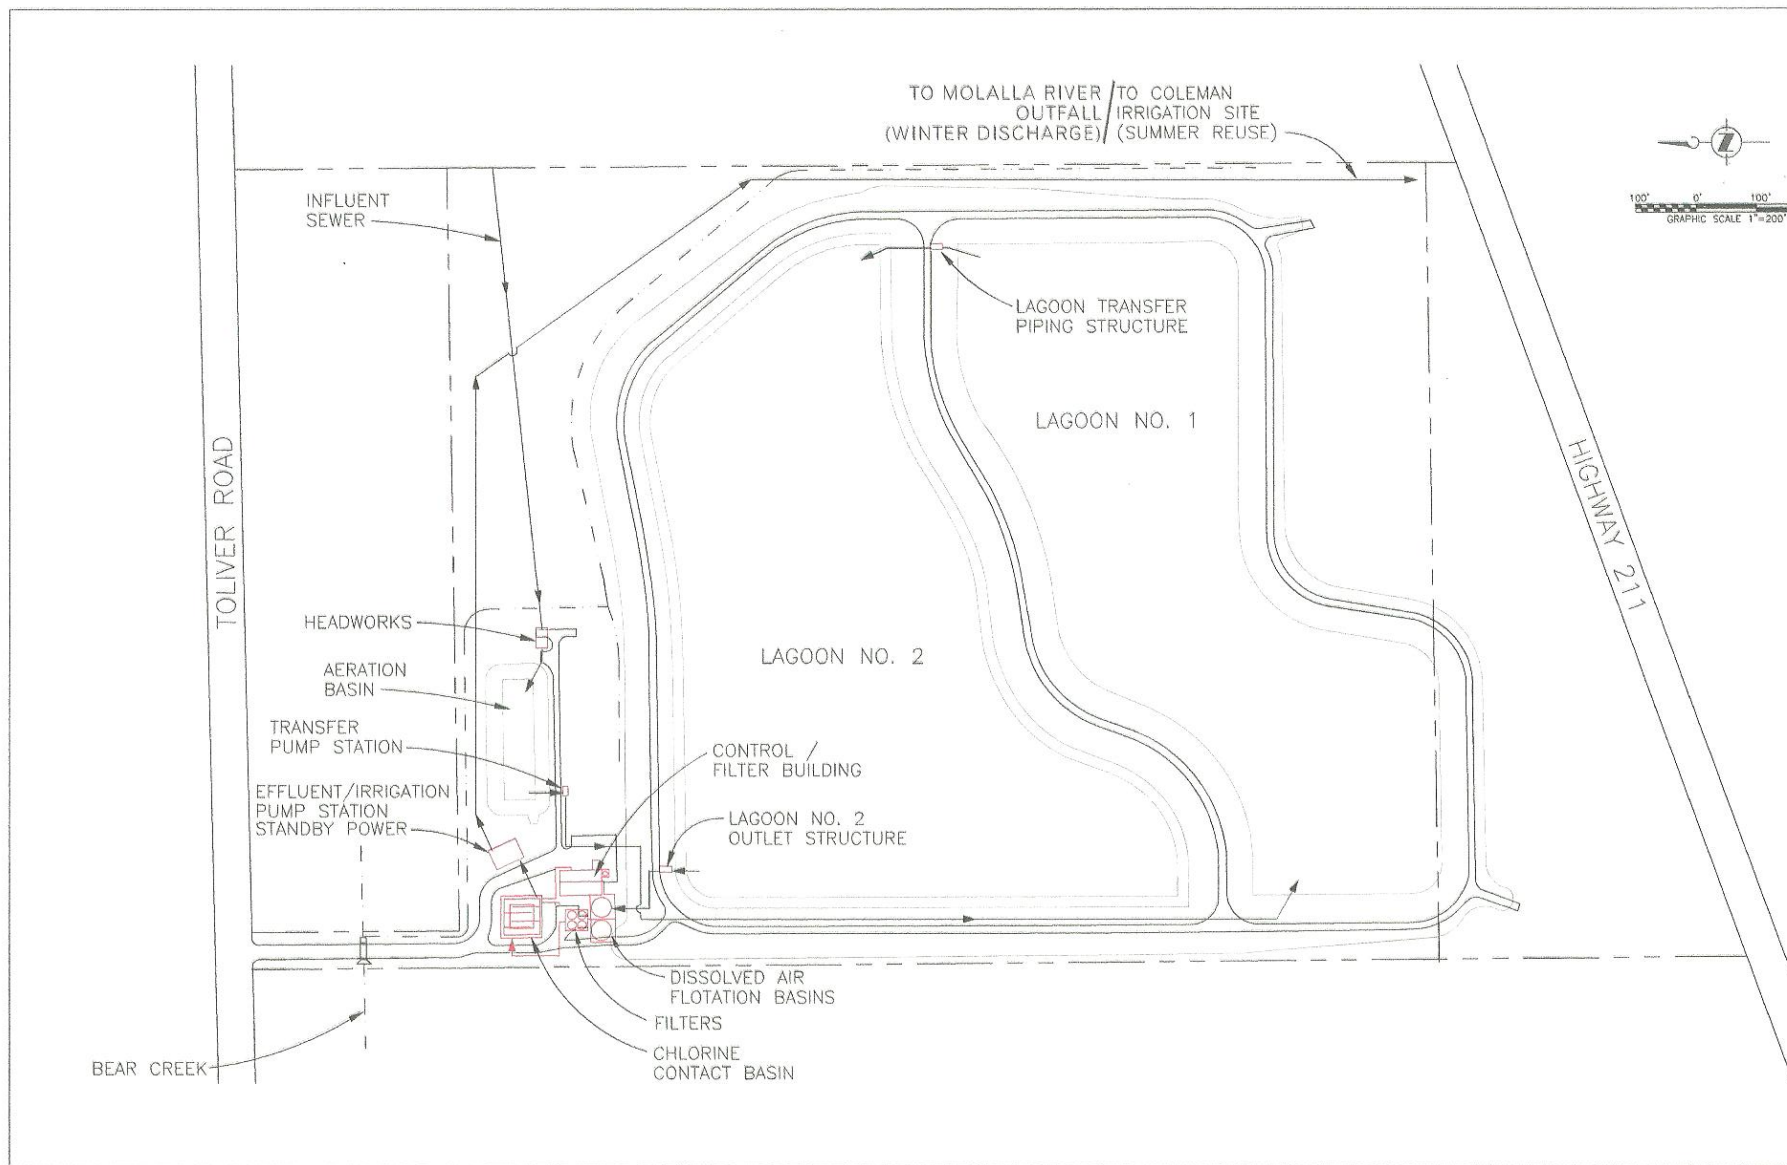 TO MOLALLA RIVER / TO COLEMAN
OUTFALL IRRIGATION SITE
(WINTER DISCHARGE) (SUMMER REUSE)
Z
100' 0' 100'
GRAPHIC SCALE 1"=200'
INFLUENT
SEWER
LAGOON TRANSFER
PIPING STRUCTURE
LAGOON NO. 1
TOLIVER ROAD
HIGHWAY 211
HEADWORKS
LAGOON NO. 2
AERATION
BASIN
TRANSFER
PUMP STATION
CONTROL /
FILTER BUILDING
EFFLUENT/IRRIGATION
PUMP STATION
STANDBY POWER
LAGOON NO. 2
OUTLET STRUCTURE
DISSOLVED AIR
FLOTATION BASINS
FILTERS
CHLORINE
CONTACT BASIN
BEAR CREEK